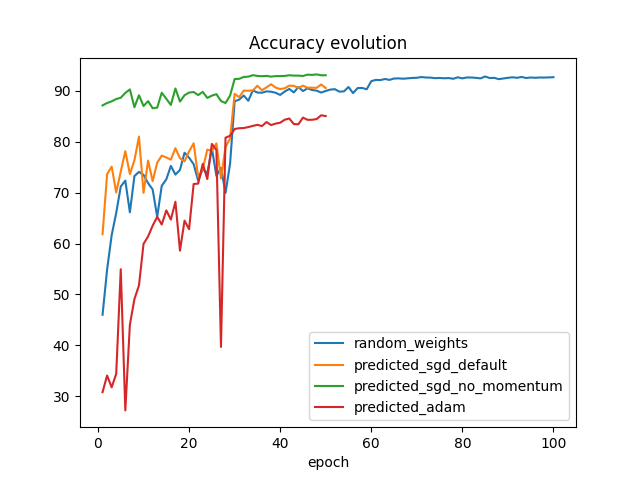 Accuracy evolution
90
80
70
60
50
40
30
0 20 40 60 80 100
epoch
random_weights
predicted_sgd_default
predicted_sgd_no_momentum
predicted_adam